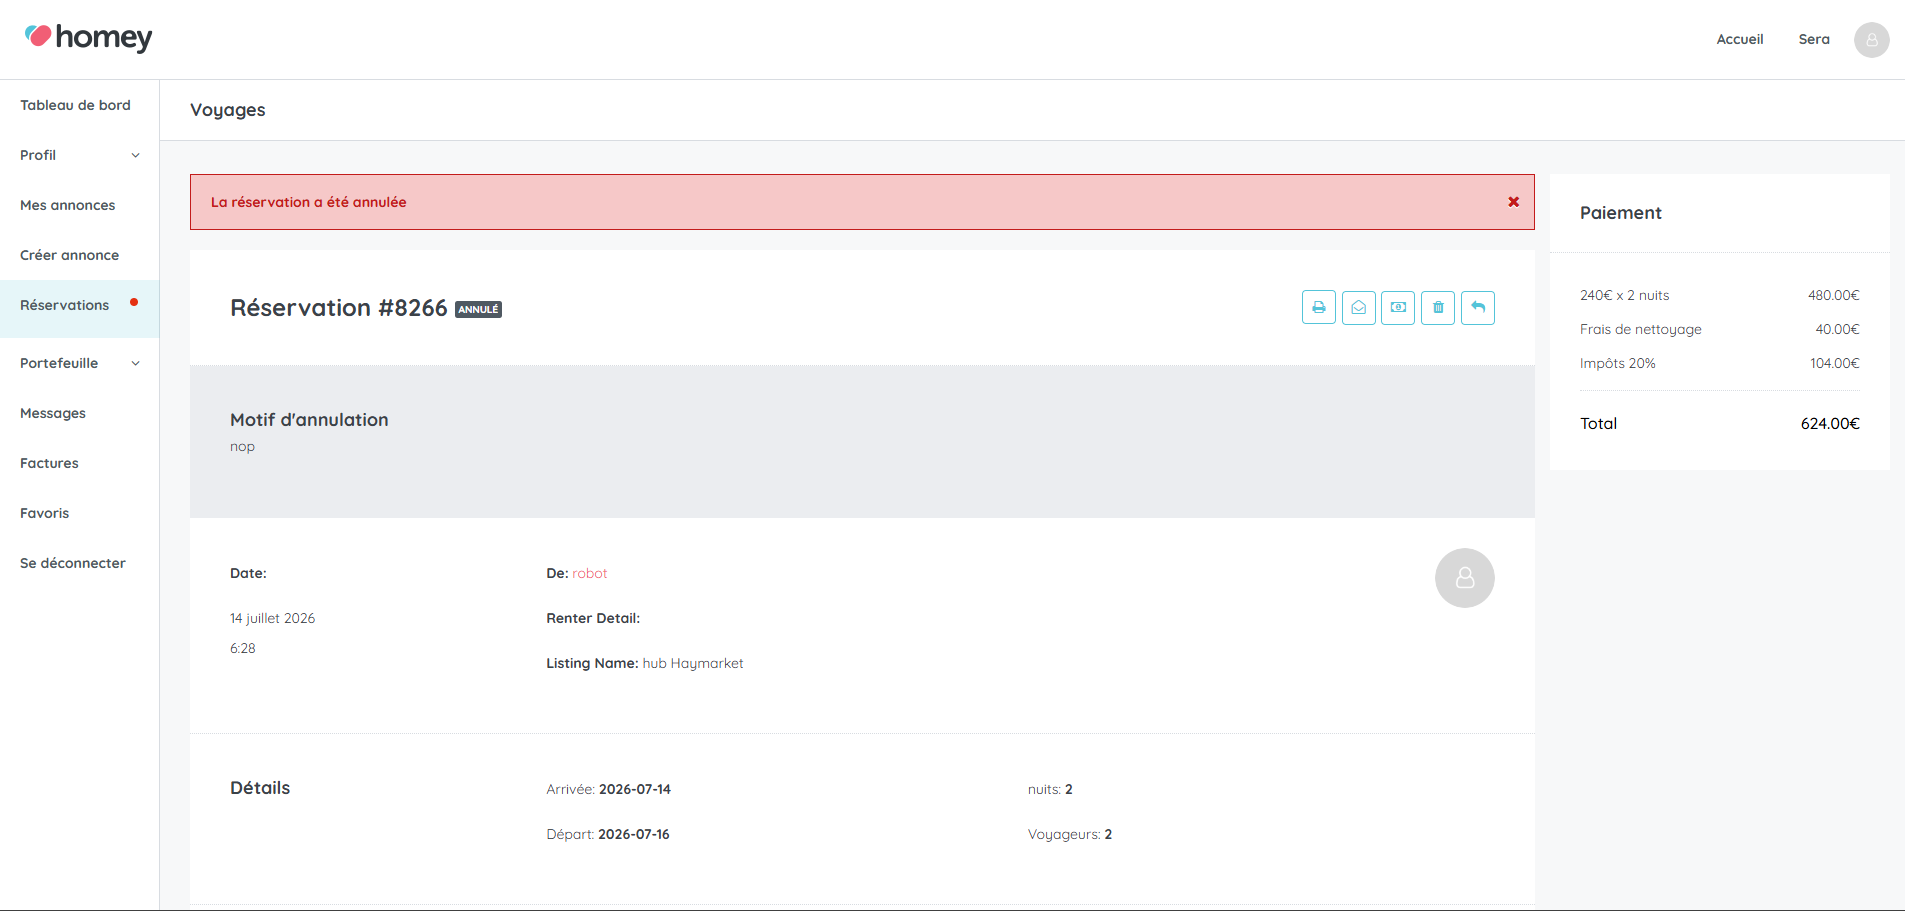 homey
Accueil
Sera
Tableau de bord
Profil
Mes annonces
Créer annonce
Réservations
Portefeuille
Messages
Factures
Favoris
Se déconnecter
Voyages
La réservation a été annulée
Réservation #8266 ANNULÉ
Motif d'annulation
nop
Date:
14 juillet 2026
6:28
De: robot
Renter Detail:
Listing Name: hub Haymarket
Détails
Arrivée: 2026-07-14
Départ: 2026-07-16
nuits: 2
Voyageurs: 2
Paiement
240€ x 2 nuits 480.00€
Frais de nettoyage 40.00€
Impôts 20% 104.00€
Total 624.00€